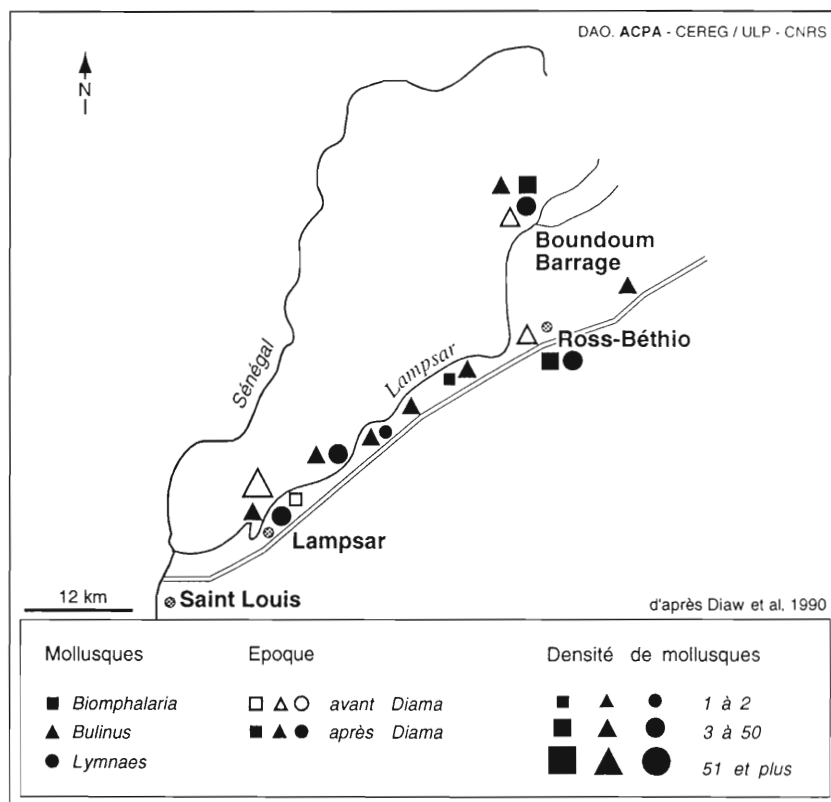 DAO. ACPA - CEREG / ULP - CNRS
N
Boundoum
Barrage
Ross-Béthio
Lampsar
Sénégal
Lampsar
12 km
Saint Louis
d'après Diaw et al. 1990
Mollusques
Biomphalaria
Bulinus
Lymnaes
Epoque
avant Diama
après Diama
Densité de mollusques
1 à 2
3 à 50
51 et plus